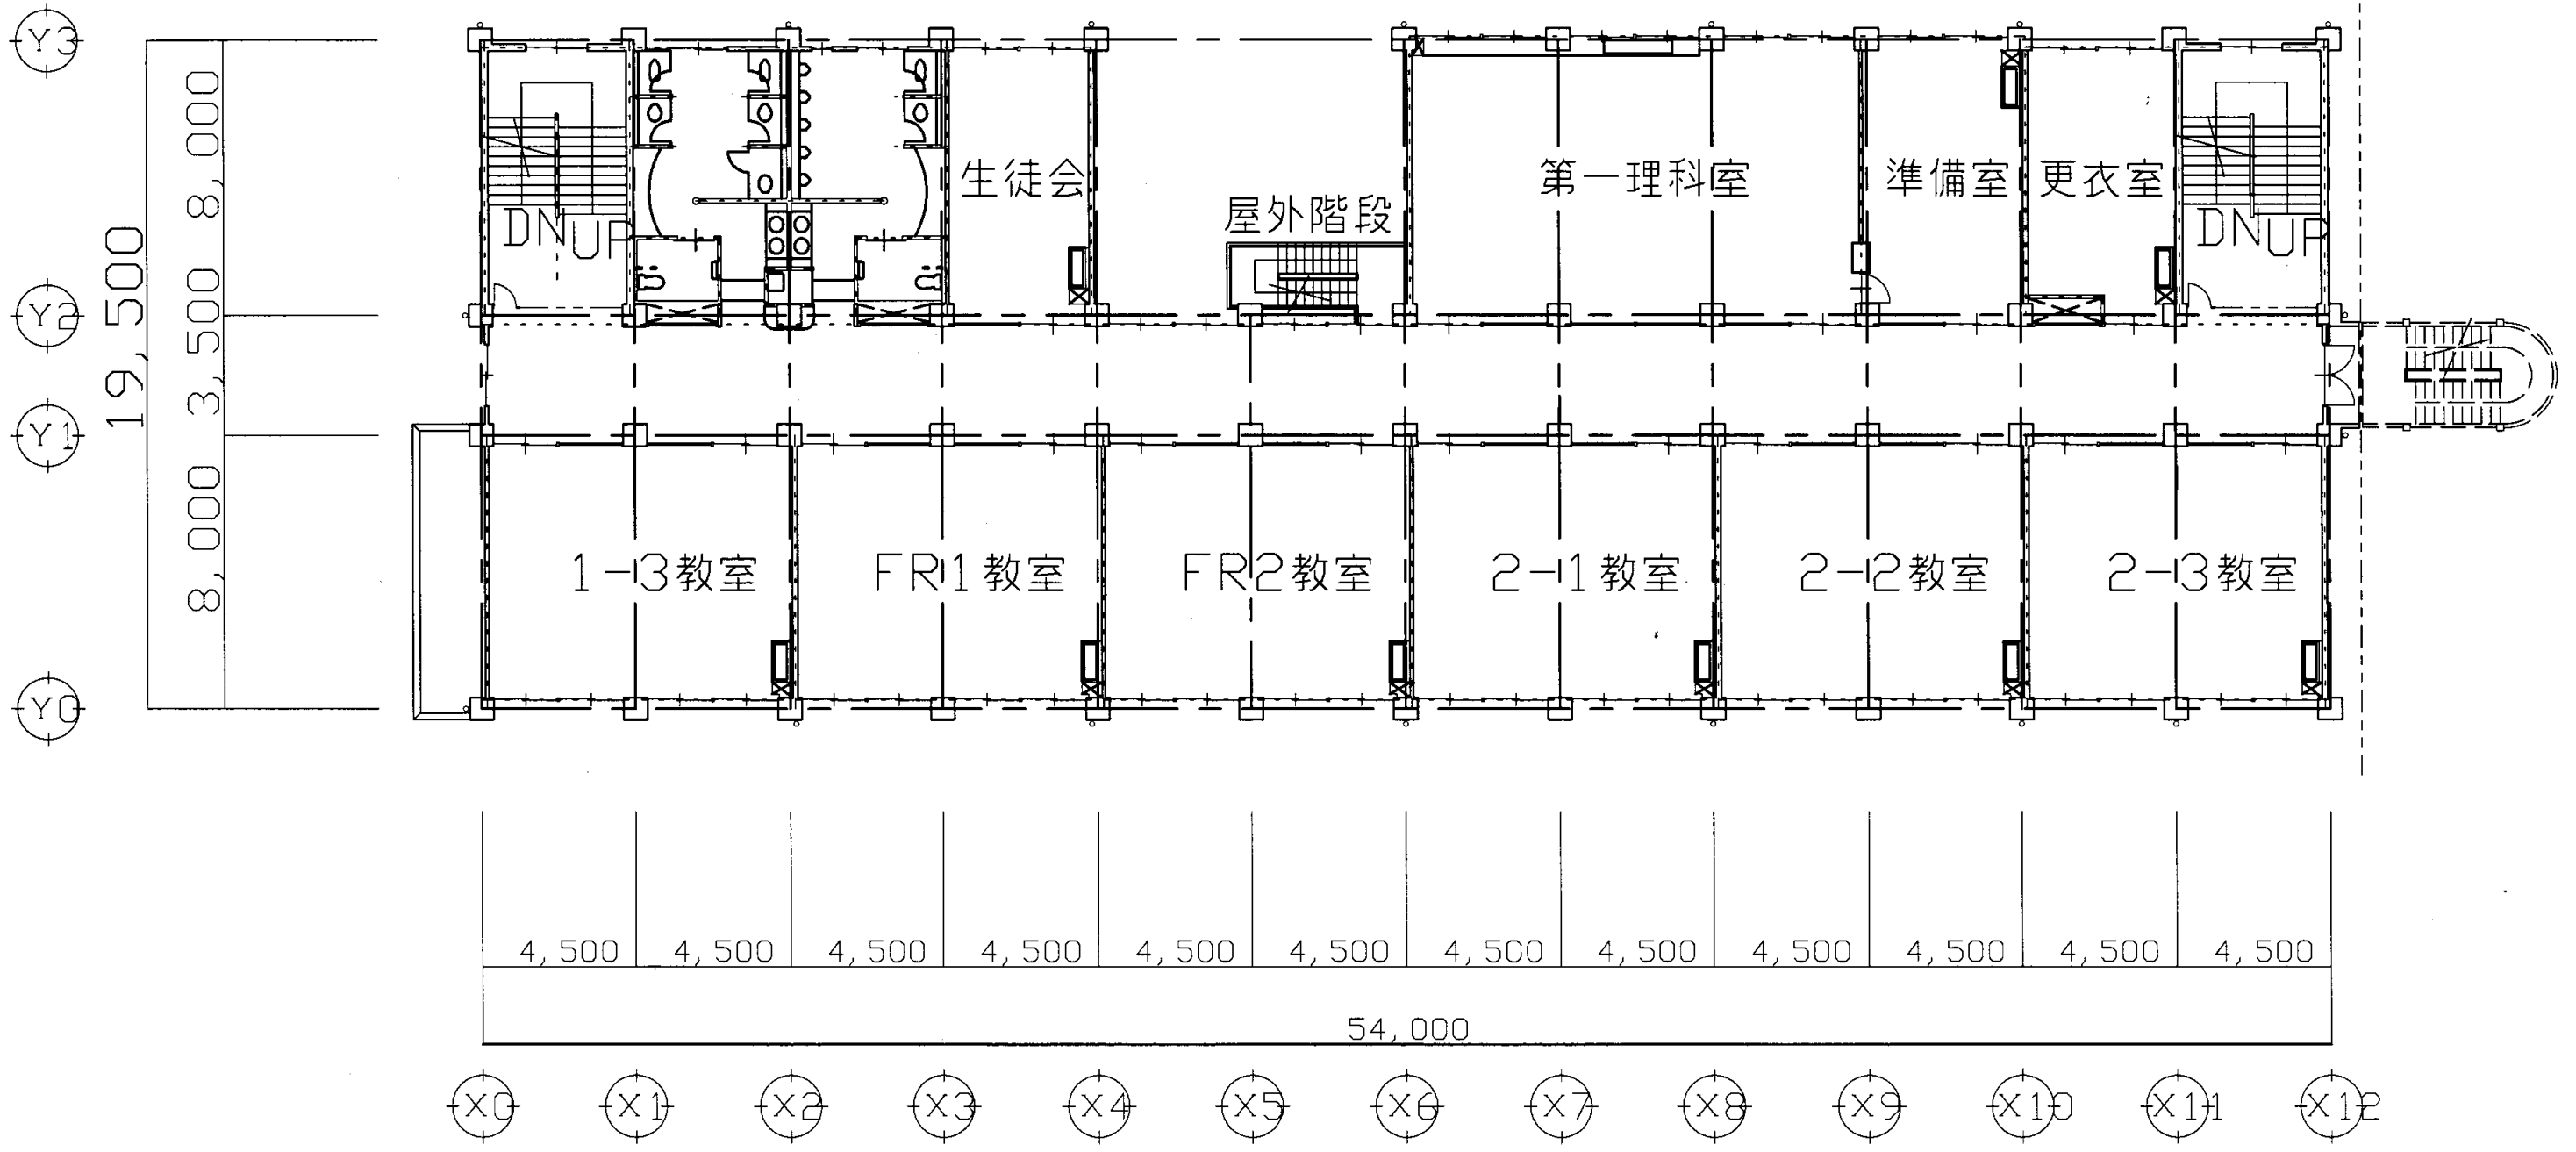 Y3
Y2
Y1
Y0
19,500
8,000
3,500
8,000
生徒会
屋外階段
第一理科室
準備室
更衣室
DN
UP
DN
UP
1-3教室
FR1教室
FR2教室
2-1教室
2-2教室
2-3教室
4,500 4,500 4,500 4,500 4,500 4,500 4,500 4,500 4,500 4,500 4,500 4,500
54,000
X0 X1 X2 X3 X4 X5 X6 X7 X8 X9 X10 X11 X12